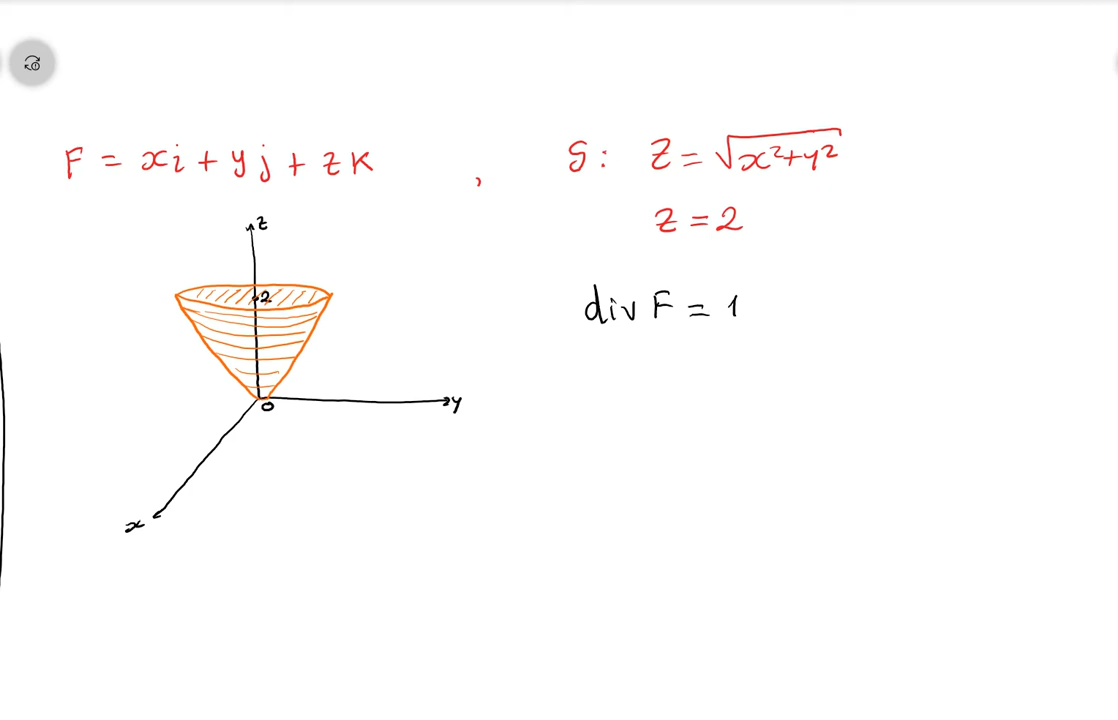 F = xi + yj + zK , S: Z = √x²+y²
Z = 2
z
2
div F = 1
0
y
x